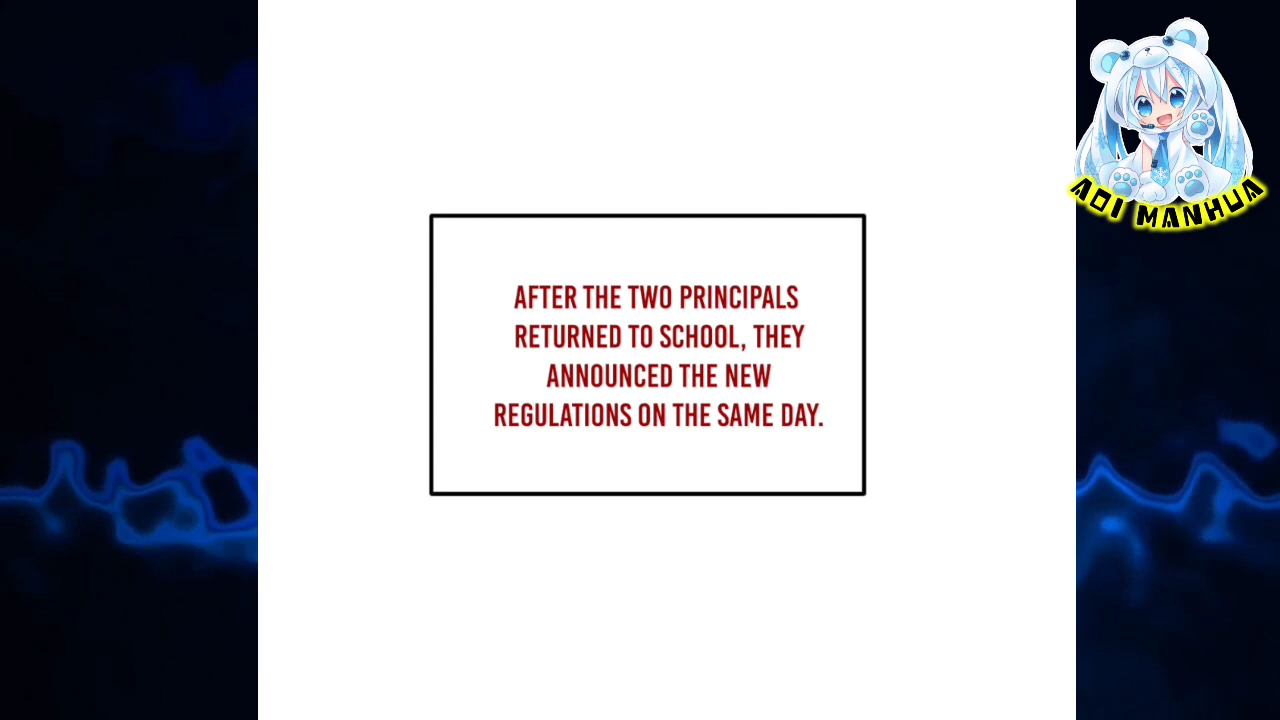 AFTER THE TWO PRINCIPALS
RETURNED TO SCHOOL, THEY
ANNOUNCED THE NEW
REGULATIONS ON THE SAME DAY.
AOI MANHUA